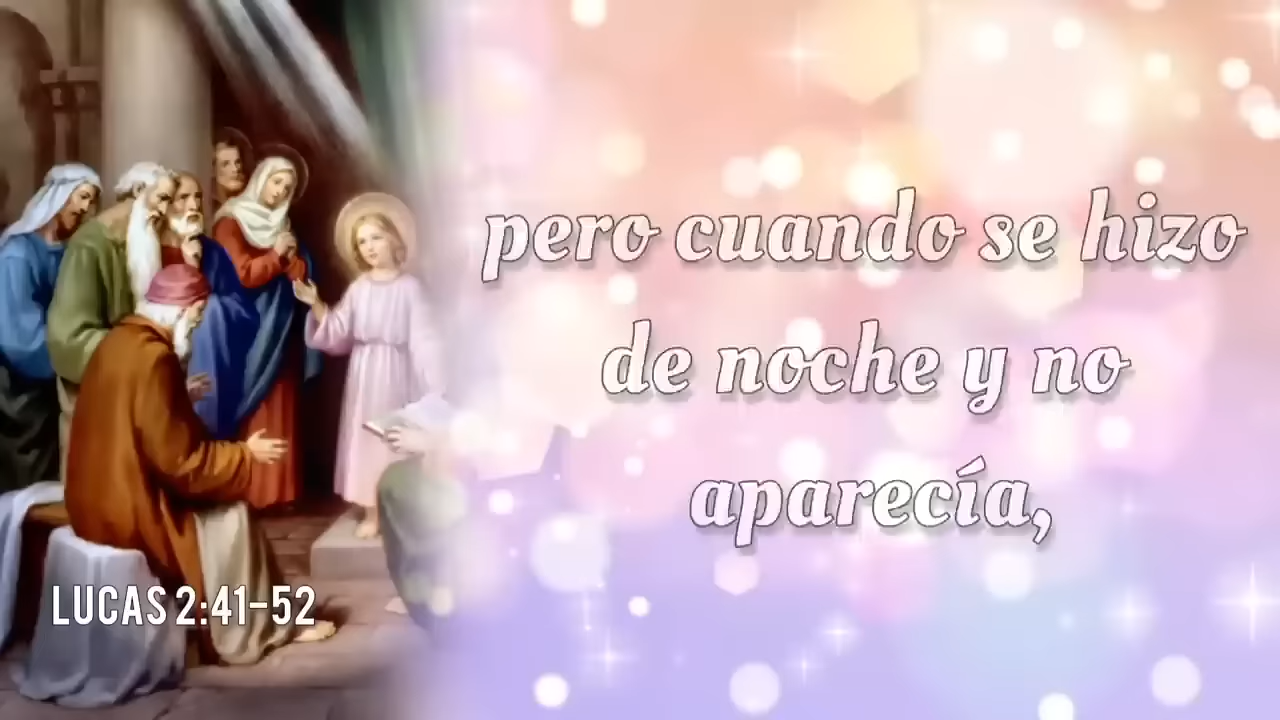 pero cuando se hizo
de noche y no
aparecía,
LUCAS 2:41-52